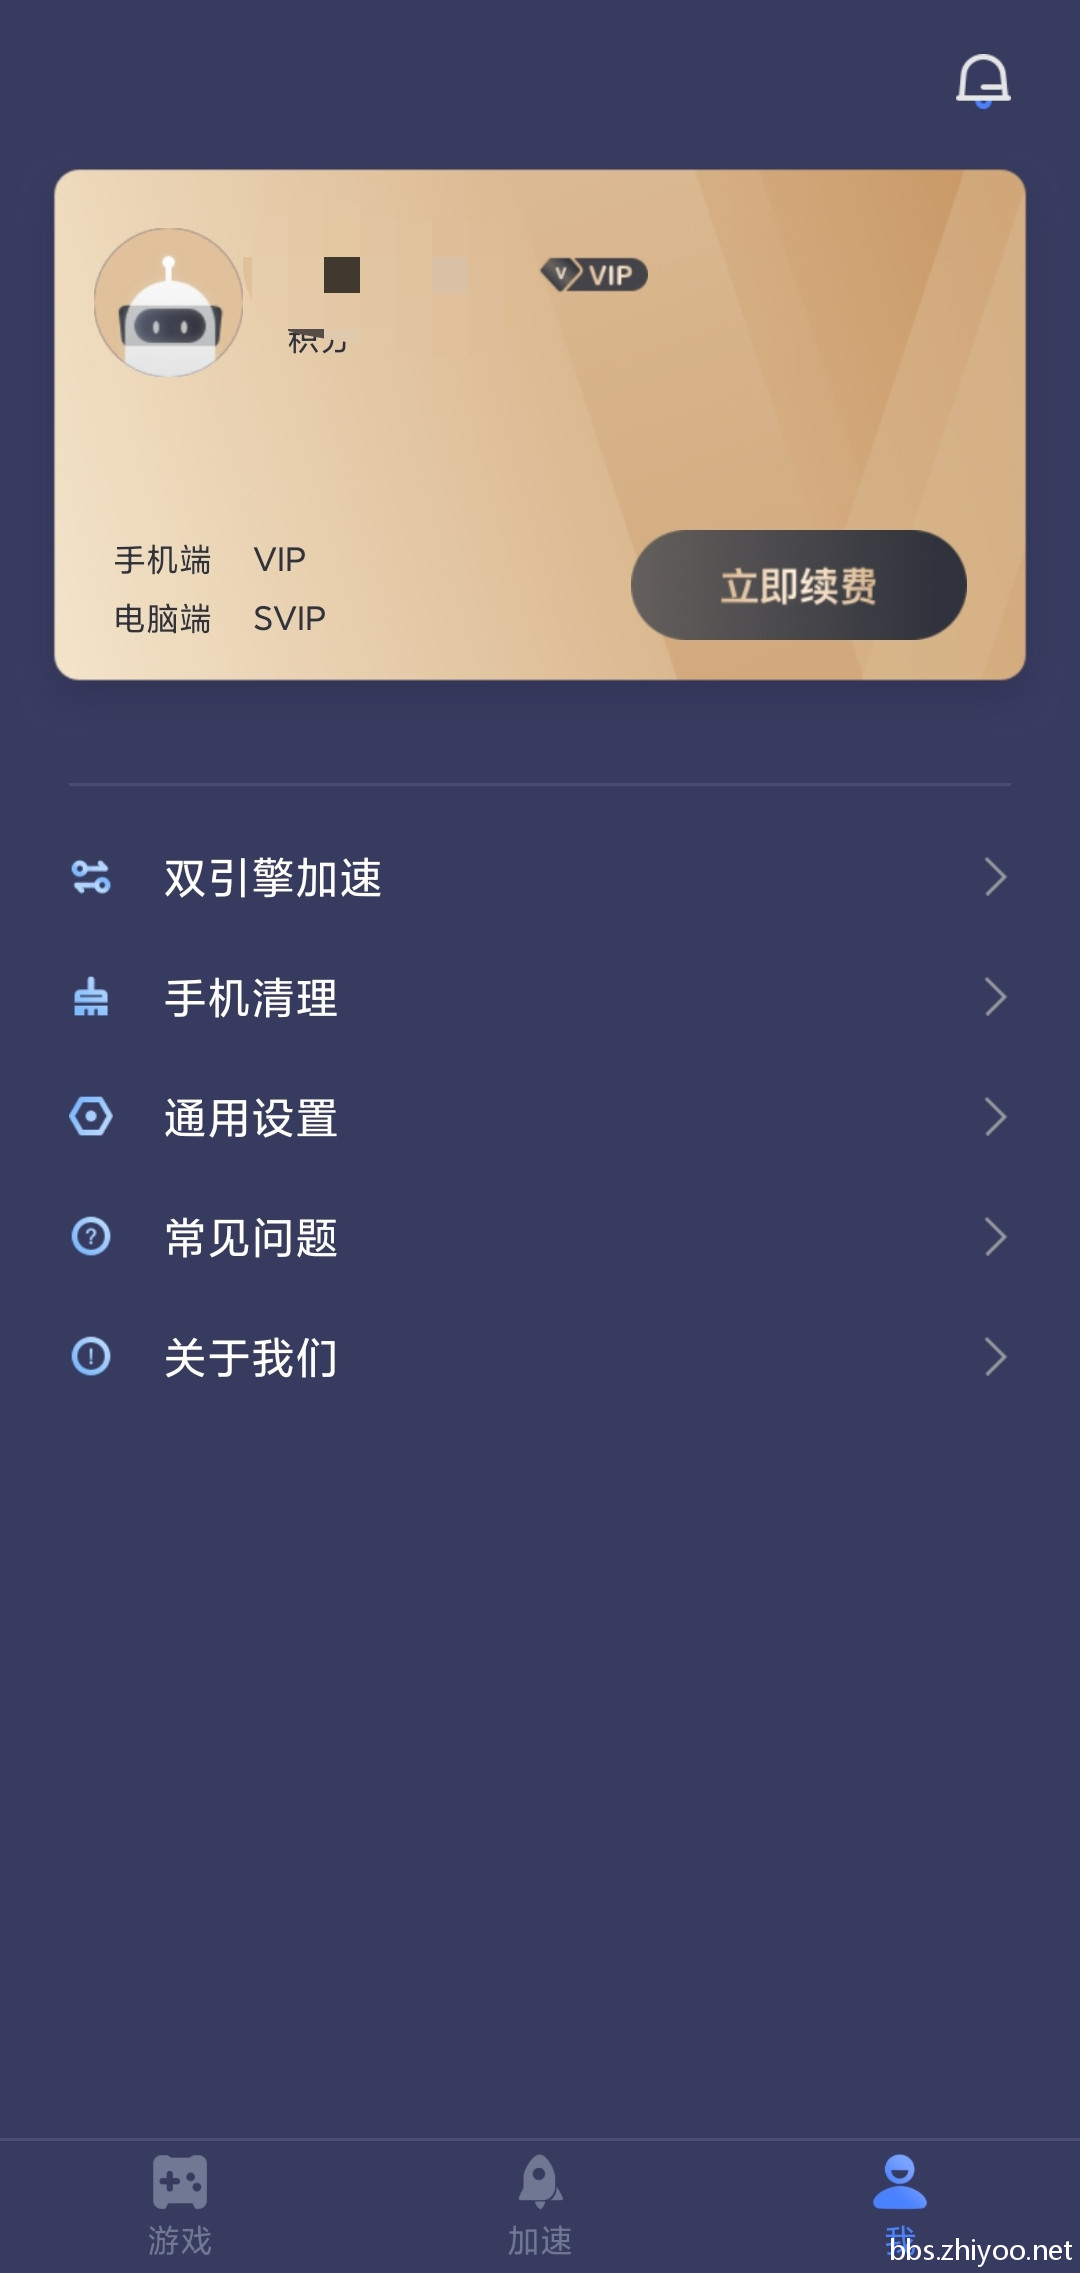 V VIP
积分
手机端 VIP
电脑端 SVIP
立即续费
双引擎加速
手机清理
通用设置
常见问题
关于我们
游戏
加速
我
bbs.zhiyoo.net